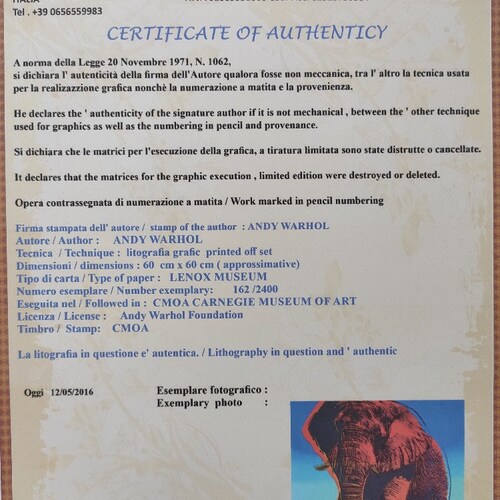 Tel . +39 0656559983
CERTIFICATE OF AUTHENTICITY
A norma della Legge 20 Novembre 1971, N. 1062,
si dichiara l' autenticità della firma dell'Autore qualora fosse non meccanica, tra l' altro la tecnica usata
per la realizazzione grafica nonchè la numerazione a matita e la provenienza.
He declares the ' authenticity of the signature author if it is not mechanical , between the ' other technique
used for graphics as well as the numbering in pencil and provenance.
Si dichiara che le matrici per l'esecuzione della grafica, a tiratura limitata sono state distrutte o cancellate.
It declares that the matrices for the graphic execution , limited edition were destroyed or deleted.
Opera contrassegnata di numerazione a matita / Work marked in pencil numbering
Firma stampata dell' autore / stamp of the author : ANDY WARHOL
Autore / Author : ANDY WARHOL
Tecnica / Technique : litografia grafic printed off set
Dimensioni / dimensions : 60 cm x 60 cm ( approssimative)
Tipo di carta / Type of paper : LENOX MUSEUM
Numero esemplare / Number exemplary: 162 /2400
Eseguita nel / Followed in : CMOA CARNEGIE MUSEUM OF ART
Licenza / License : Andy Warhol Foundation
Timbro / Stamp: CMOA
La litografia in questione e' autentica. / Lithography in question and ' authentic
Oggi 12/05/2016
Esemplare fotografico :
Exemplary photo :